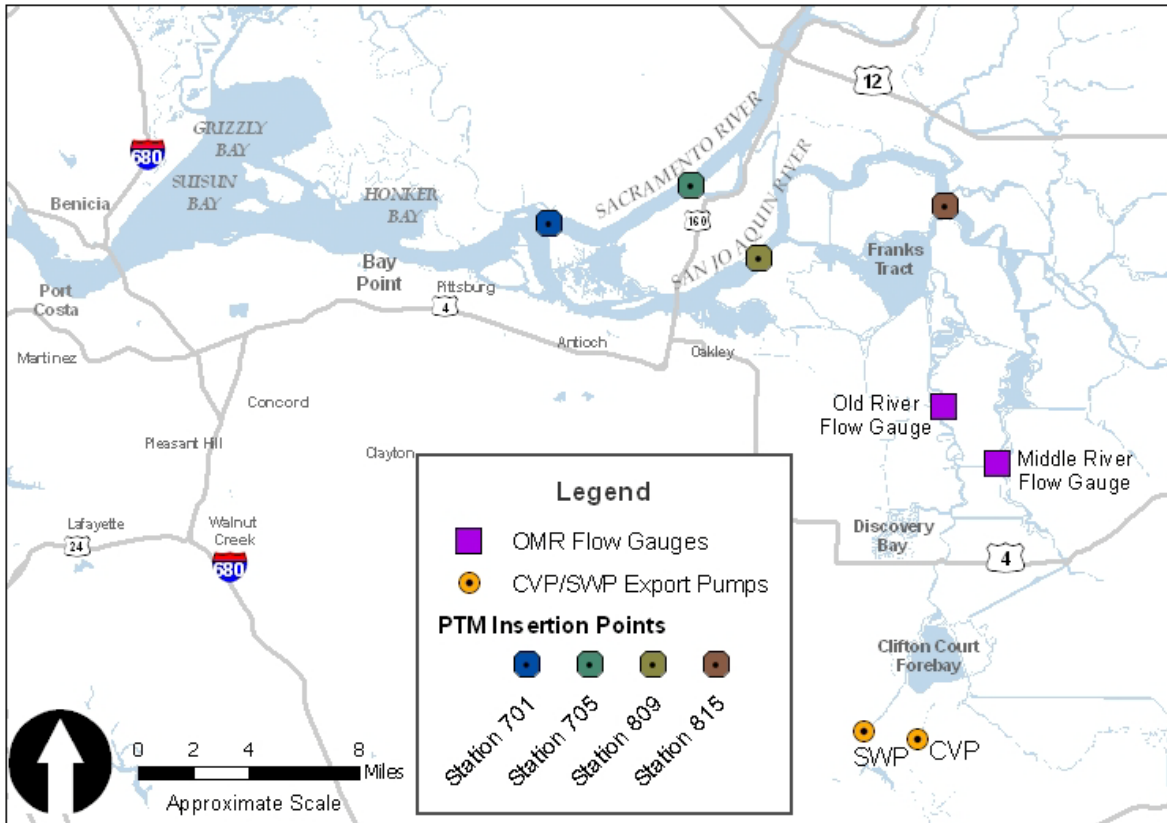 12
GRIZZLY
BAY
680
SUISUN
BAY
HONKER
BAY
SACRAMENTO RIVER
Benicia
160
SAN JOAQUIN RIVER
Franks
Tract
Bay
Point
Port
Costa
Pittsburg
4
Martinez
Antioch
Oakley
Old River
Flow Gauge
Concord
Pleasant Hill
Clayton
Middle River
Flow Gauge
Legend
OMR Flow Gauges
CVP/SWP Export Pumps
PTM Insertion Points
Station 701
Station 705
Station 809
Station 815
Lafayette
24
Walnut
Creek
680
Discovery
Bay
4
Clifton Court
Forebay
SWP
CVP
0 2 4 8
Miles
Approximate Scale